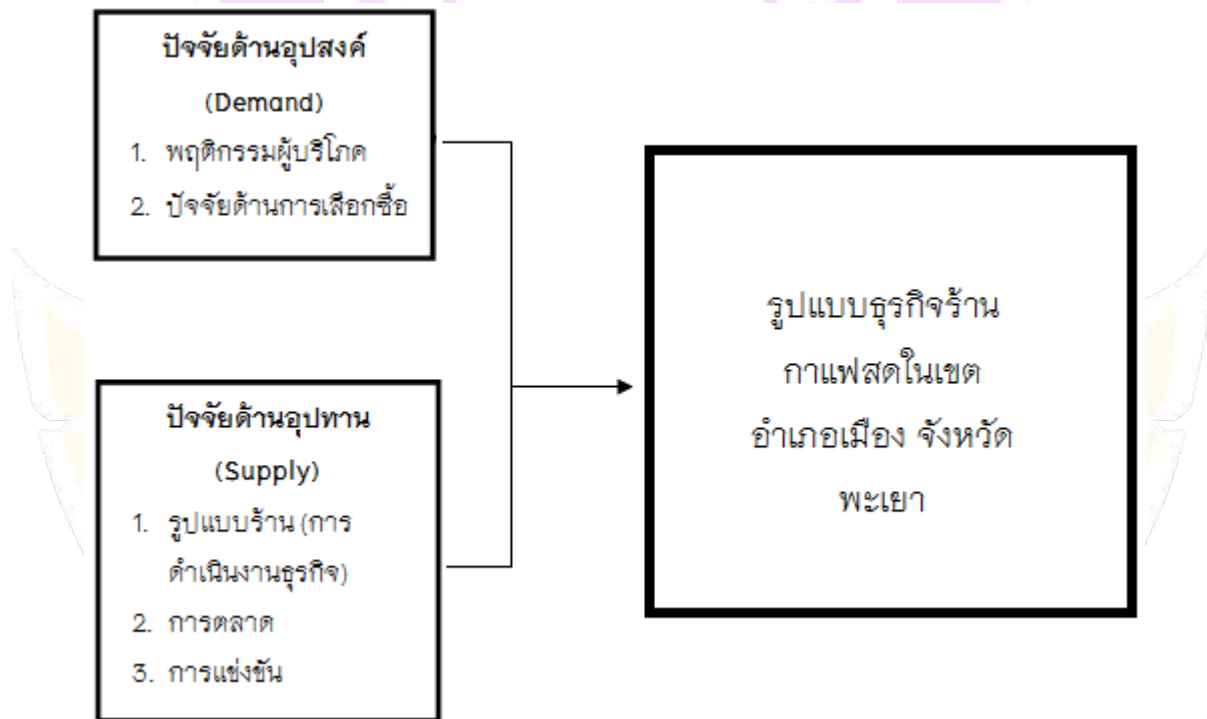 ปัจจัยด้านอุปสงค์
(Demand)
1. พฤติกรรมผู้บริโภค
2. ปัจจัยด้านการเลือกซื้อ
ปัจจัยด้านอุปทาน
(Supply)
1. รูปแบบร้าน (การ
ดำเนินงานธุรกิจ)
2. การตลาด
3. การแข่งขัน
รูปแบบธุรกิจร้าน
กาแฟสดในเขต
อำเภอเมือง จังหวัด
พะเยา